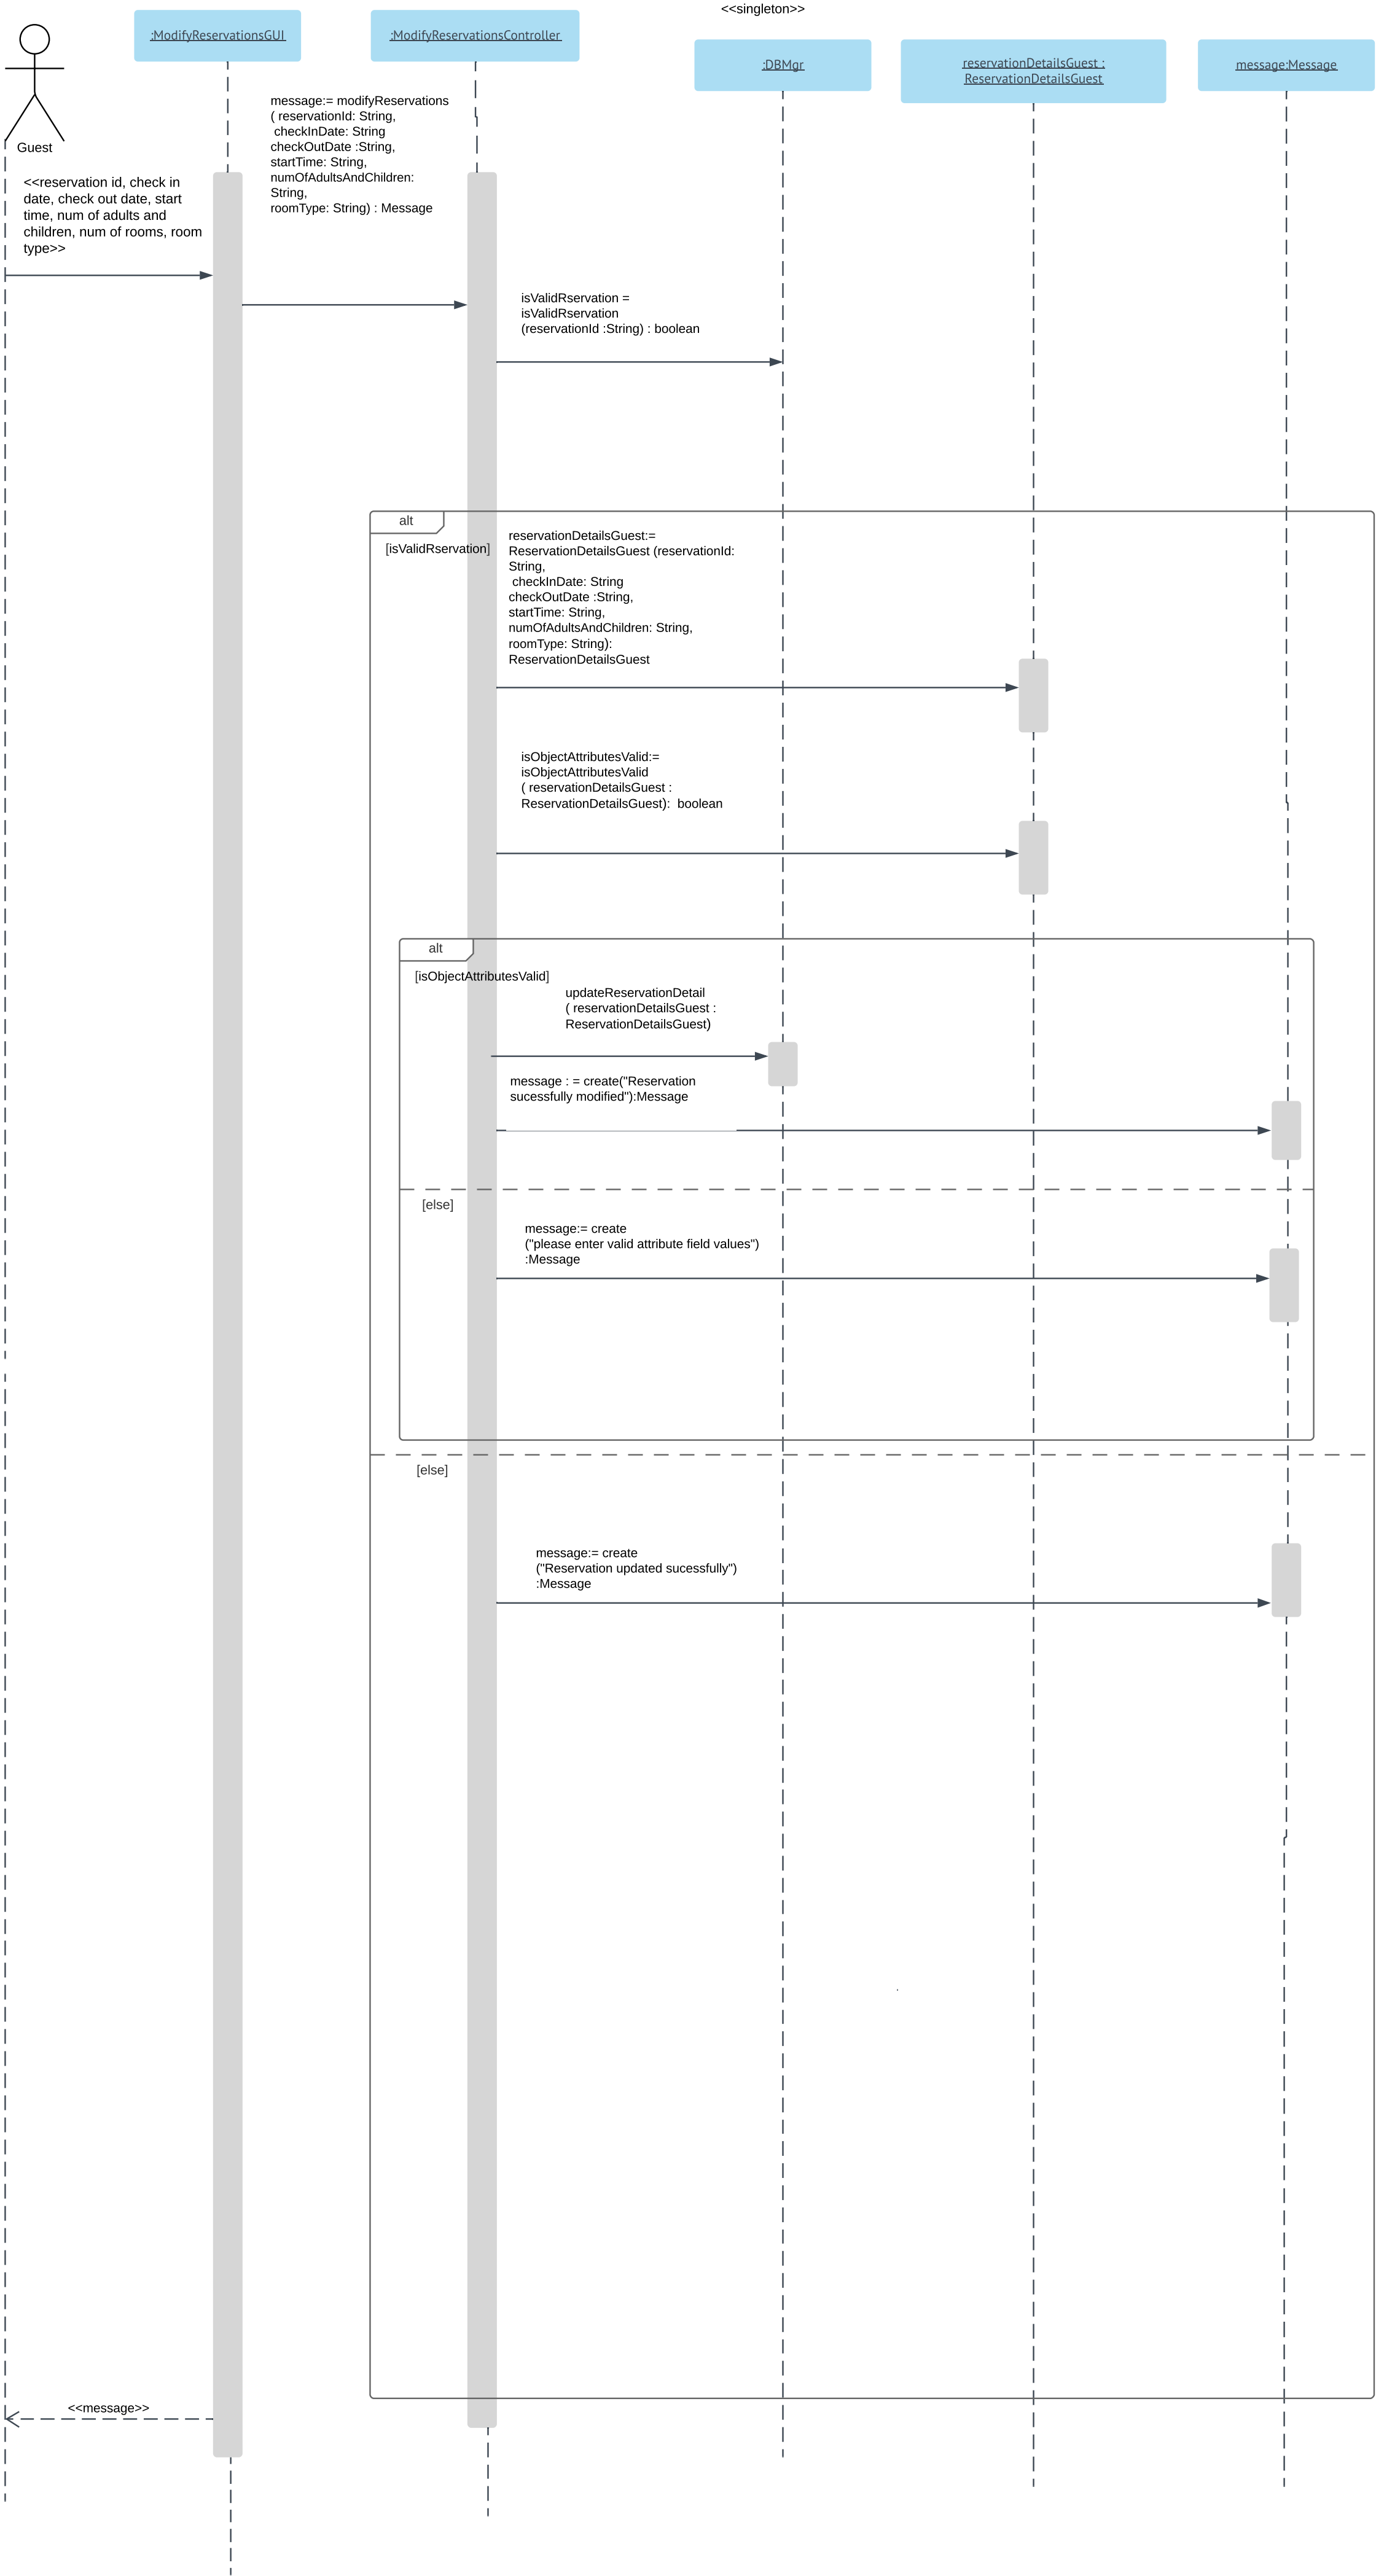 <<singleton>>
:ModifyReservationsGUI
:ModifyReservationsController
:DBMgr
reservationDetailsGuest :
ReservationDetailsGuest
message:Message
Guest
message:= modifyReservations
( reservationId: String,
checkInDate: String
checkOutDate :String,
startTime: String,
numOfAdultsAndChildren:
String,
roomType: String) : Message
<<reservation id, check in
date, check out date, start
time, num of adults and
children, num of rooms, room
type>>
isValidRservation =
isValidRservation
(reservationId :String) : boolean
alt
[isValidRservation]
reservationDetailsGuest:=
ReservationDetailsGuest (reservationId:
String,
checkInDate: String
checkOutDate :String,
startTime: String,
numOfAdultsAndChildren: String,
roomType: String):
ReservationDetailsGuest
isObjectAttributesValid:=
isObjectAttributesValid
( reservationDetailsGuest :
ReservationDetailsGuest): boolean
alt
[isObjectAttributesValid]
updateReservationDetail
( reservationDetailsGuest :
ReservationDetailsGuest)
message : = create("Reservation
sucessfully modified"):Message
[else]
message:= create
("please enter valid attribute field values")
:Message
[else]
message:= create
("Reservation updated sucessfully")
:Message
<<message>>